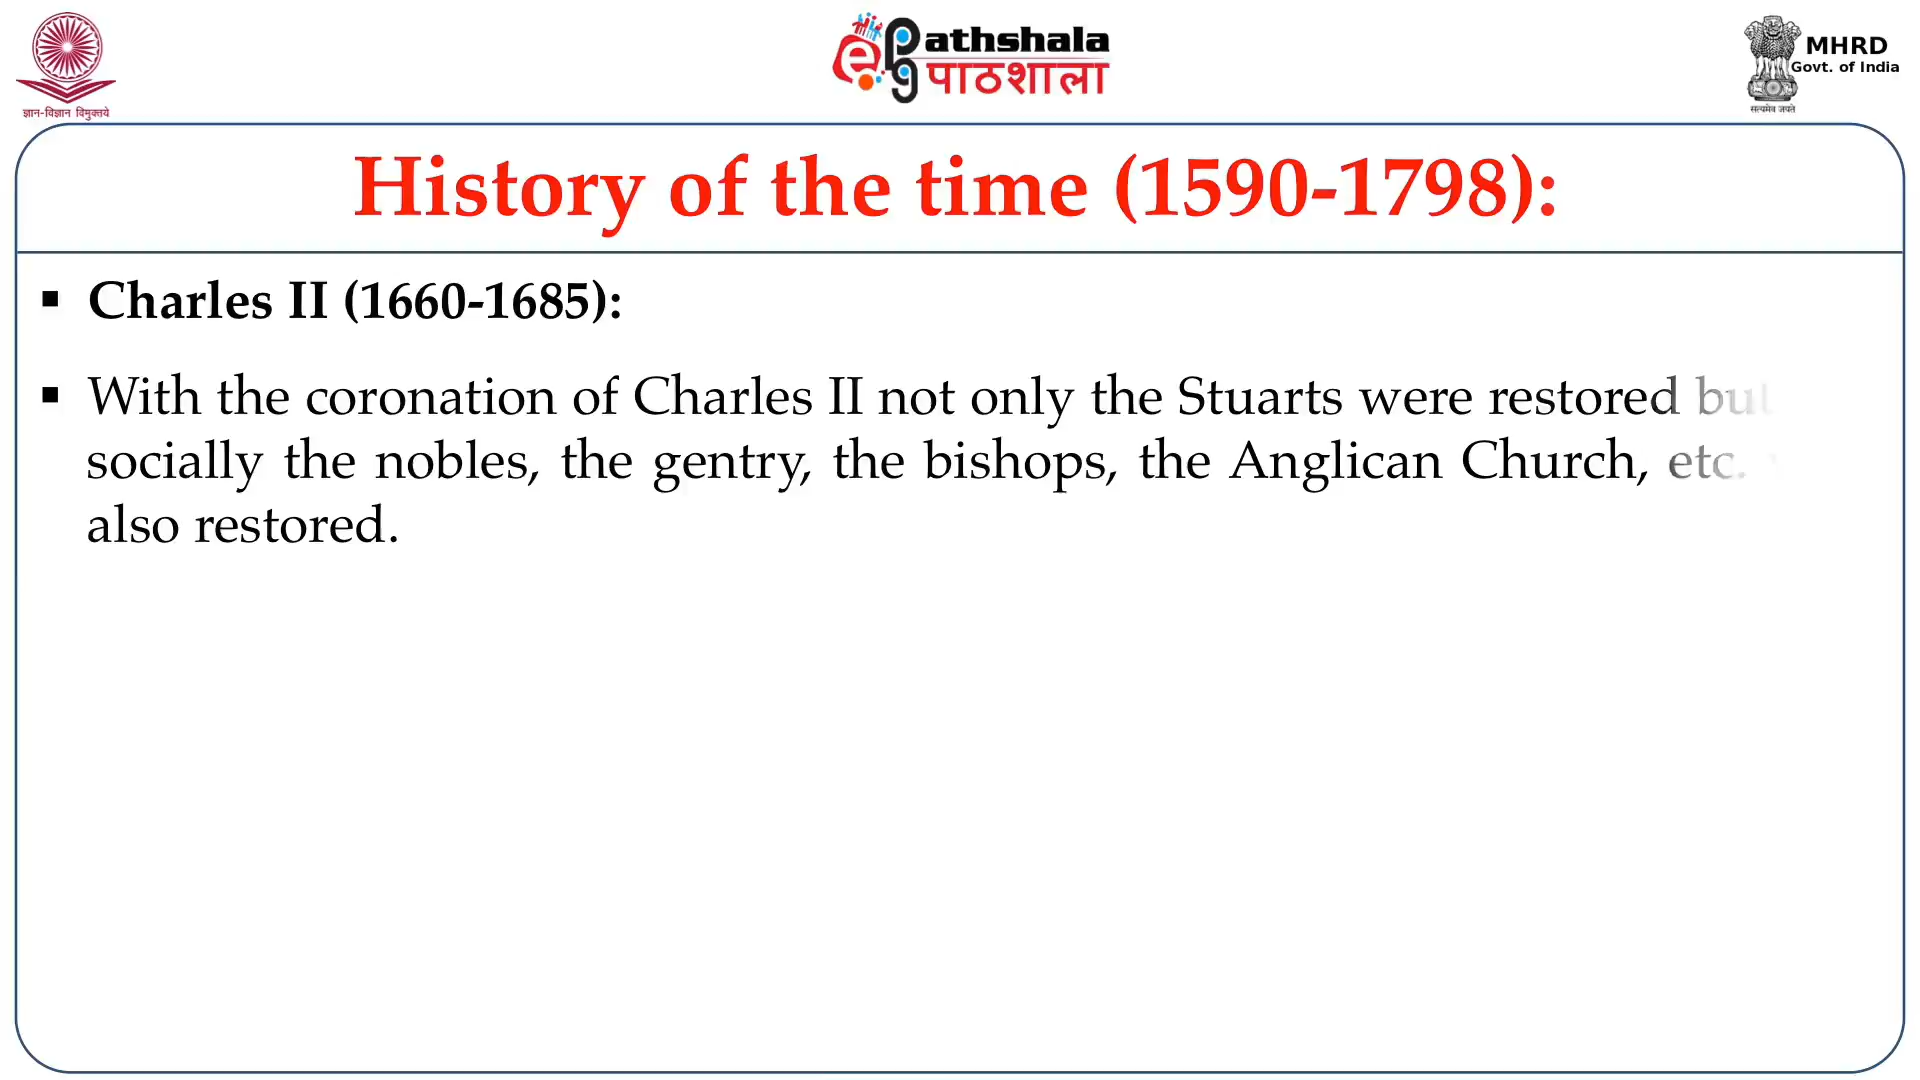 ज्ञान-विज्ञान विमुक्तये
ePathshala
पाठशाला
सत्यमेव जयते
MHRD
Govt. of India
History of the time (1590-1798):
▪ Charles II (1660-1685):
▪ With the coronation of Charles II not only the Stuarts were restored but
socially the nobles, the gentry, the bishops, the Anglican Church, etc.
also restored.